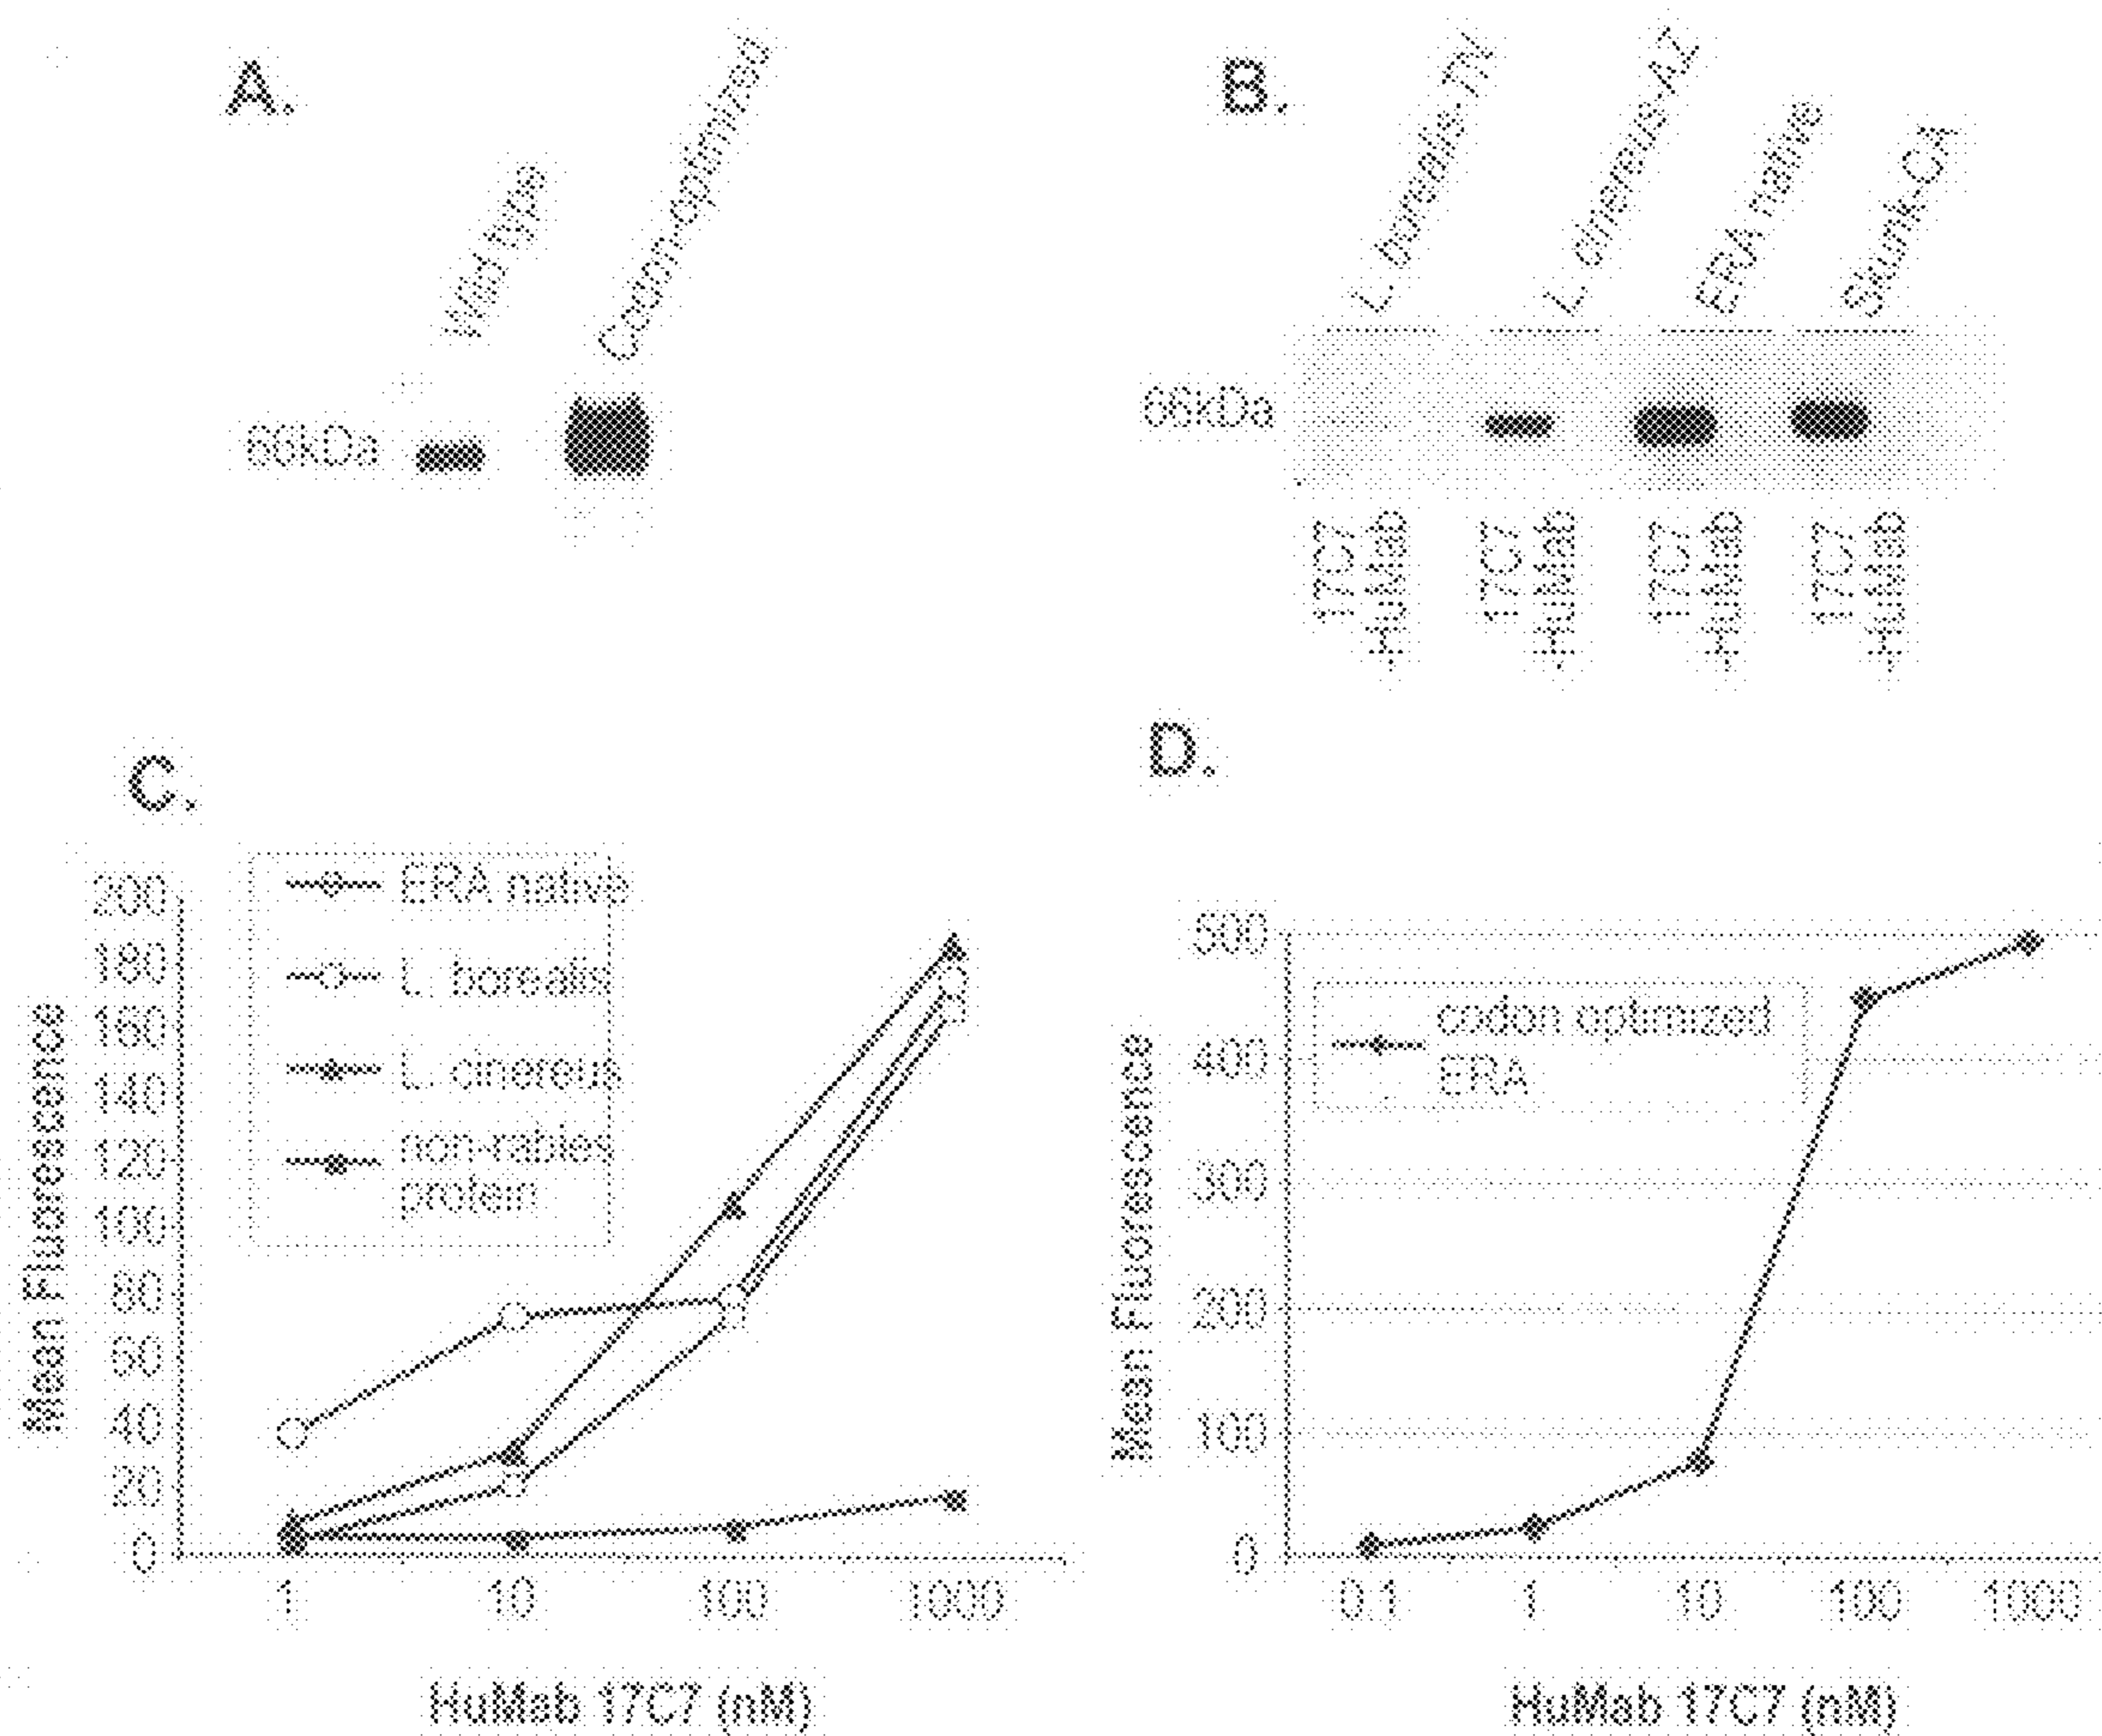 A.
Wild type
Codon-optimized
66kDa
B.
L. borealis-TN
L. cinereus-AZ
ERA native
Skunk-CA
66kDa
17C7
HuMab
17C7
HuMab
17C7
HuMab
17C7
HuMab
C.
Mean Fluorescence
200
180
160
140
120
100
80
60
40
20
0
ERA native
L. borealis
L. cinereus
non-rabies
protein
1
10
100
1000
HuMab 17C7 (nM)
D.
Mean Fluorescence
500
400
300
200
100
0
codon optimized
ERA
0.1
1
10
100
1000
HuMab 17C7 (nM)